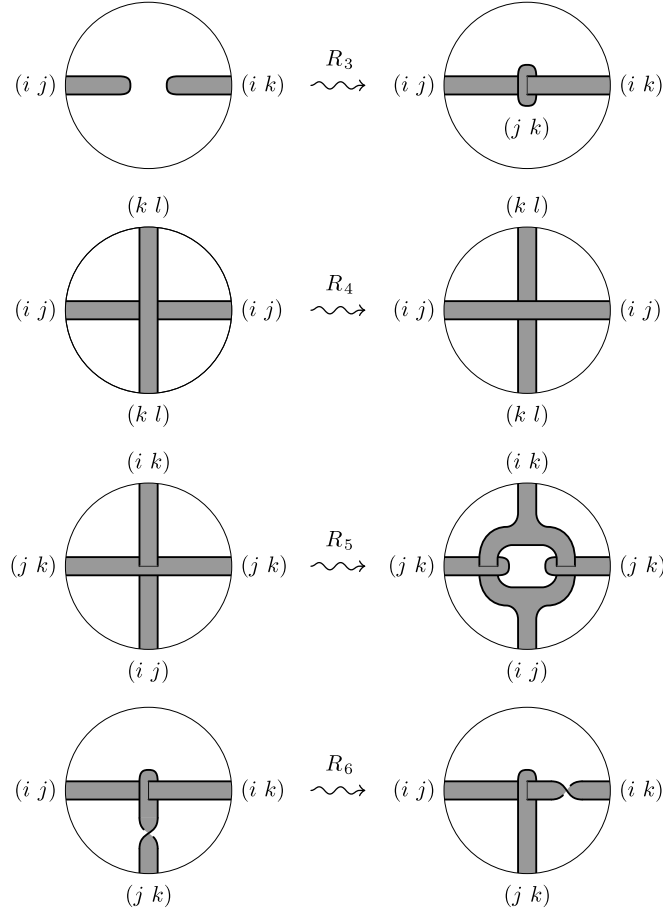 R_3
(i j) (i k) (i j) (i k)
(j k)
(k l) (k l)
R_4
(i j) (i j) (i j) (i j)
(k l) (k l)
(i k) (i k)
R_5
(j k) (j k) (j k) (j k)
(i j) (i j)
R_6
(i j) (i k) (i j) (i k)
(j k) (j k)